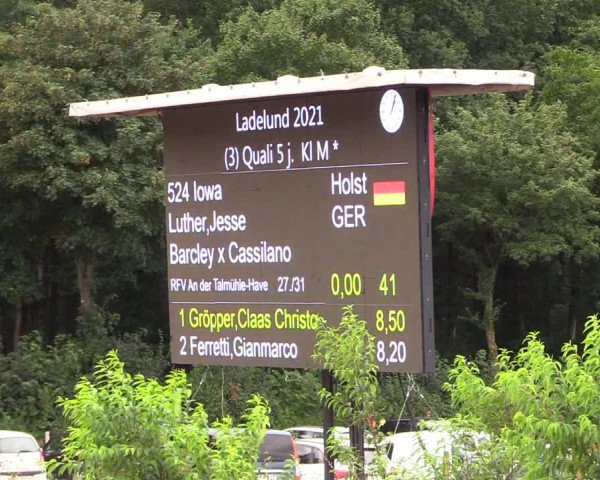 Ladelund 2021
(3) Quali 5 j. Kl M *
524 Iowa Holst
Luther,Jesse GER
Barcley x Cassilano
RFV An der Talmühle-Have 27./31 0,00 41
1 Gröpper,Claas Christo 8,50
2 Ferretti,Gianmarco 8,20